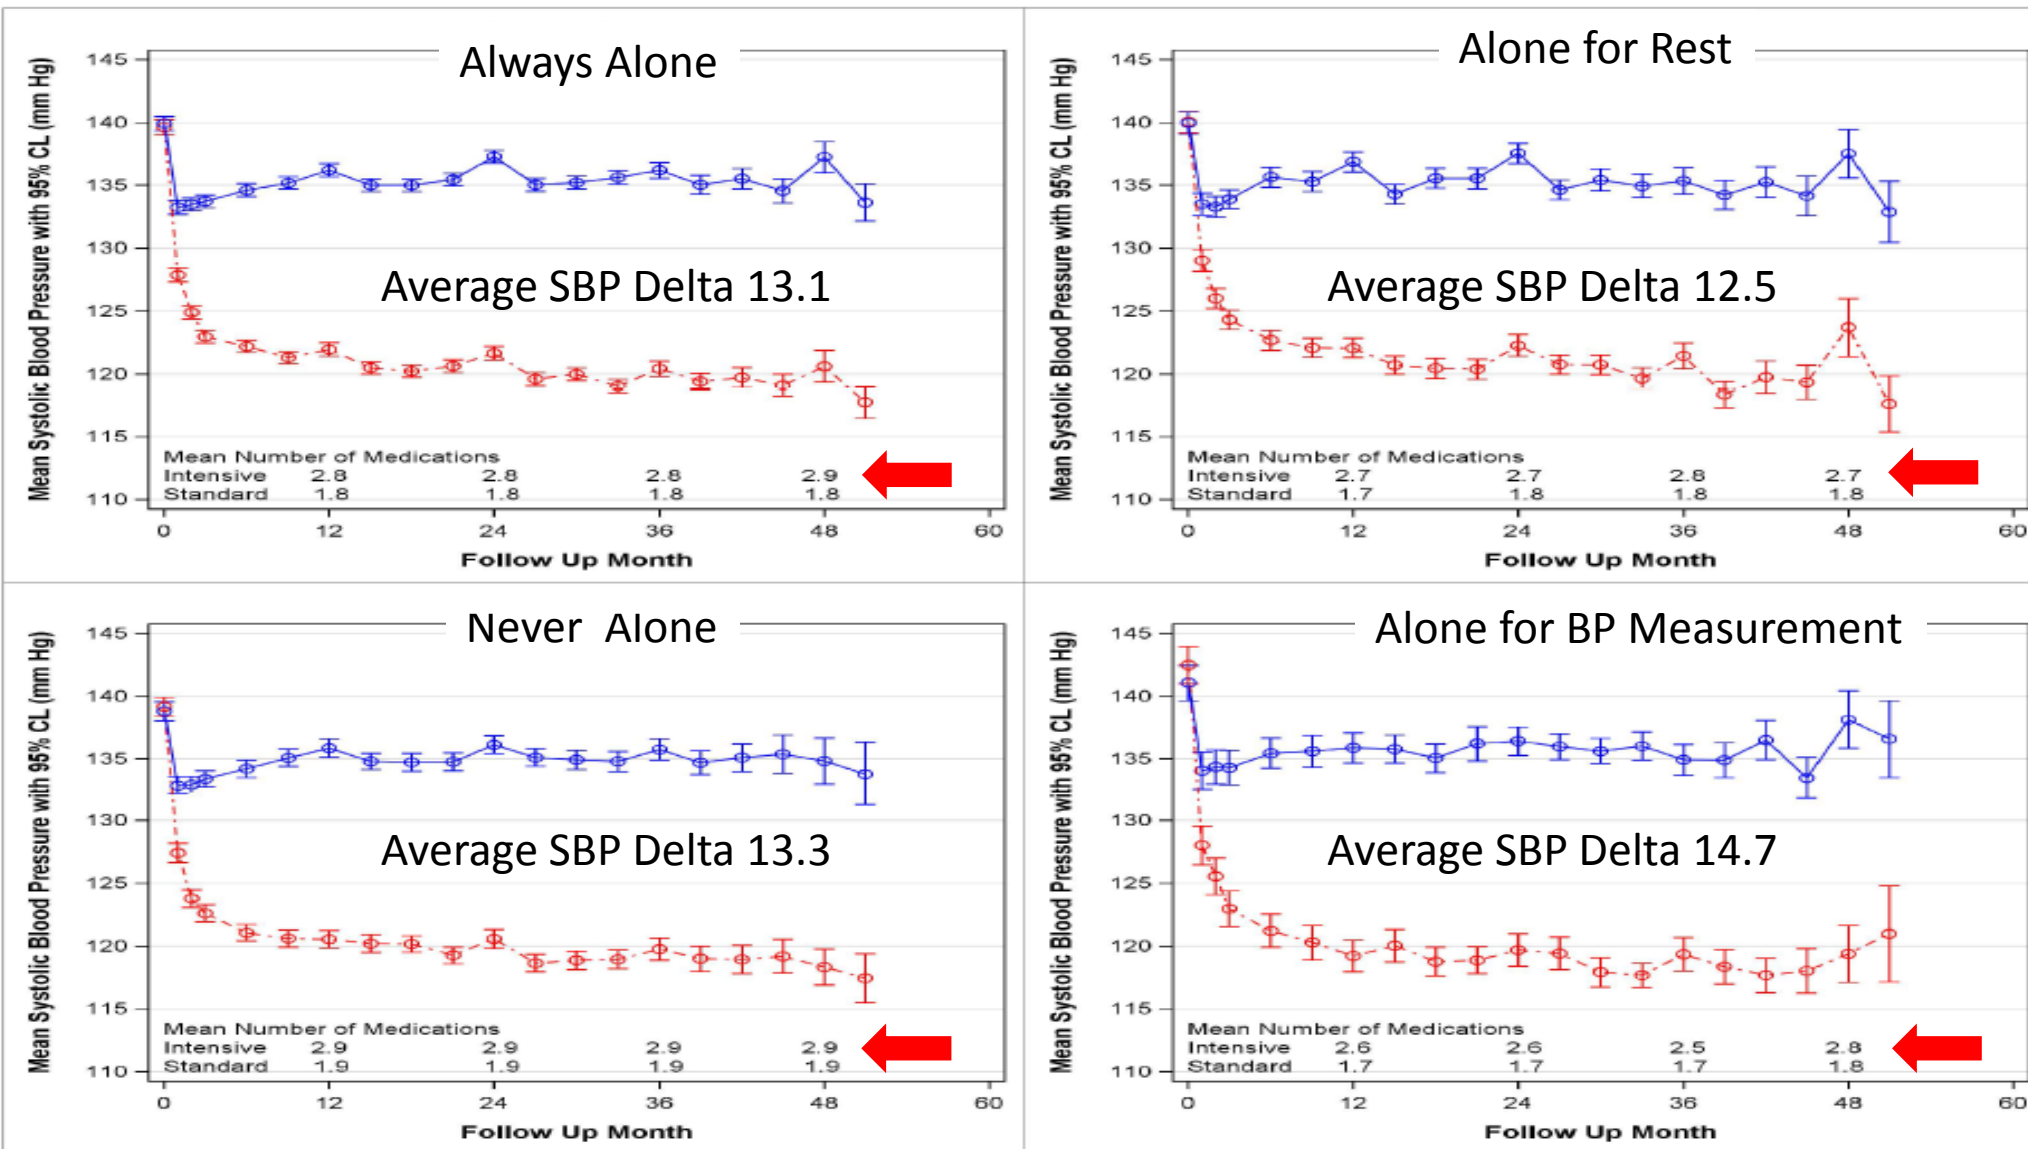 Always Alone
Mean Systolic Blood Pressure with 95% CL (mm Hg)
145
140
135
130
125
120
115
110
Average SBP Delta 13.1
Mean Number of Medications
Intensive 2.8 2.8 2.8 2.9
Standard 1.8 1.8 1.8 1.8
0 12 24 36 48 60
Follow Up Month
Alone for Rest
Mean Systolic Blood Pressure with 95% CL (mm Hg)
145
140
135
130
125
120
115
110
Average SBP Delta 12.5
Mean Number of Medications
Intensive 2.7 2.7 2.8 2.7
Standard 1.7 1.8 1.8 1.8
0 12 24 36 48 60
Follow Up Month
Never Alone
Mean Systolic Blood Pressure with 95% CL (mm Hg)
145
140
135
130
125
120
115
110
Average SBP Delta 13.3
Mean Number of Medications
Intensive 2.9 2.9 2.9 2.9
Standard 1.9 1.9 1.9 1.9
0 12 24 36 48 60
Follow Up Month
Alone for BP Measurement
Mean Systolic Blood Pressure with 95% CL (mm Hg)
145
140
135
130
125
120
115
110
Average SBP Delta 14.7
Mean Number of Medications
Intensive 2.6 2.6 2.5 2.8
Standard 1.7 1.7 1.7 1.8
0 12 24 36 48 60
Follow Up Month